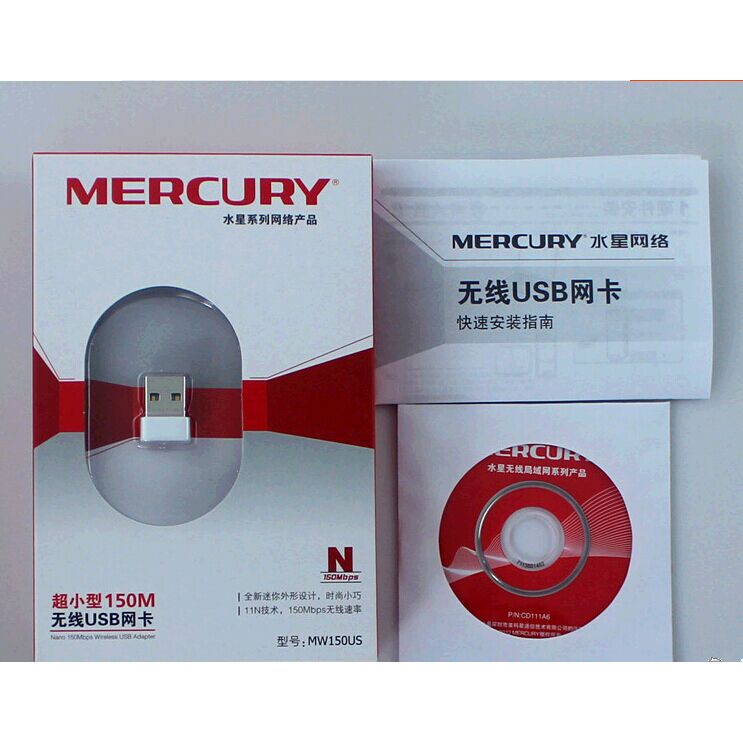 MERCURY®
水星系列网络产品
N
150Mbps
超小型150M
无线USB网卡
Nano 150Mbps Wireless USB Adapter
全新迷你外形设计，时尚小巧
11N技术，150Mbps无线速率
型号：MW150US
MERCURY® 水星网络
无线USB网卡
快速安装指南
MERCURY
水星无线局域网系列产品
P/N:CD111A6